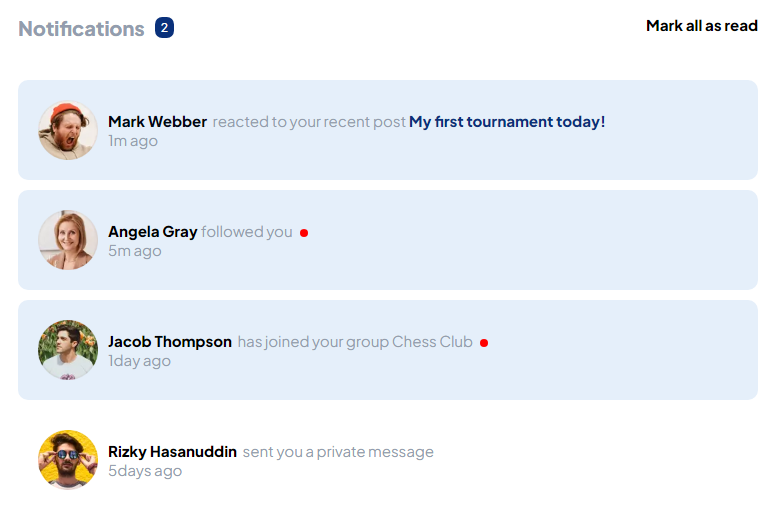 Notifications 2 Mark all as read
Mark Webber reacted to your recent post My first tournament today!
1m ago
Angela Gray followed you
5m ago
Jacob Thompson has joined your group Chess Club
1day ago
Rizky Hasanuddin sent you a private message
5days ago